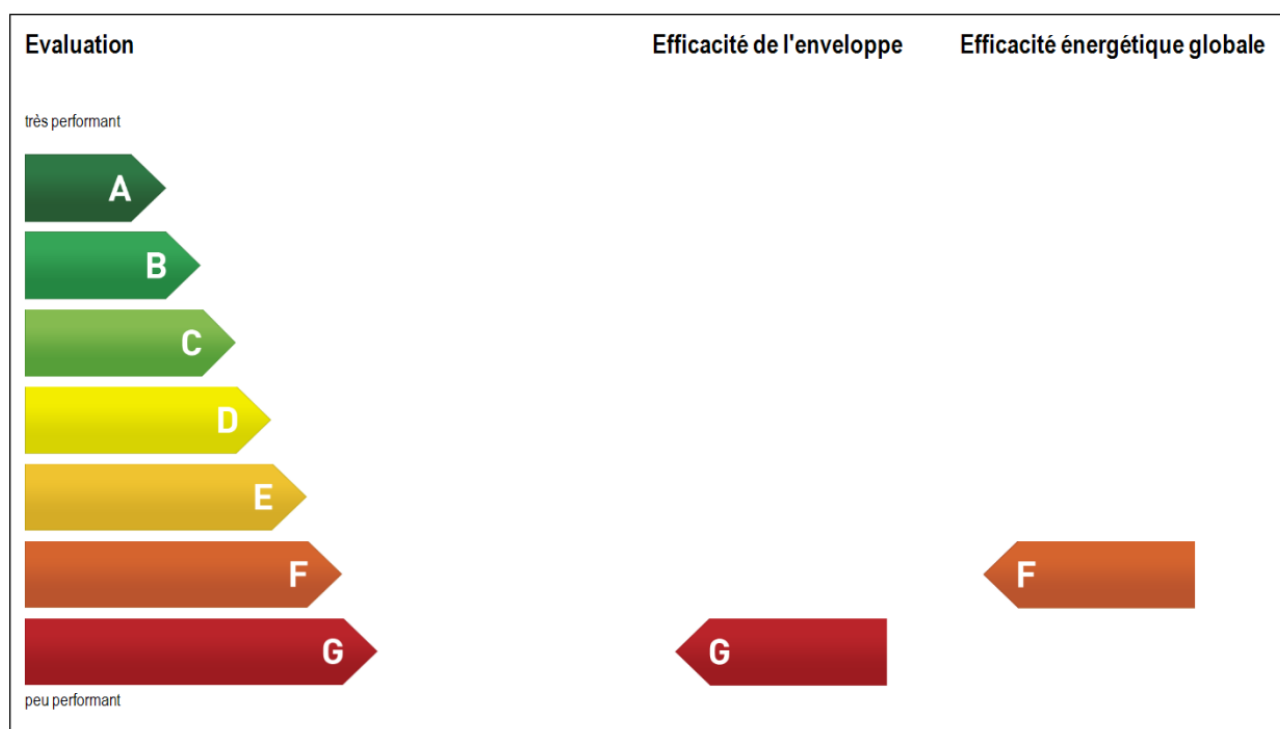 Evaluation Efficacité de l'enveloppe Efficacité énergétique globale
très performant
A
B
C
D
E
F F
G G
peu performant